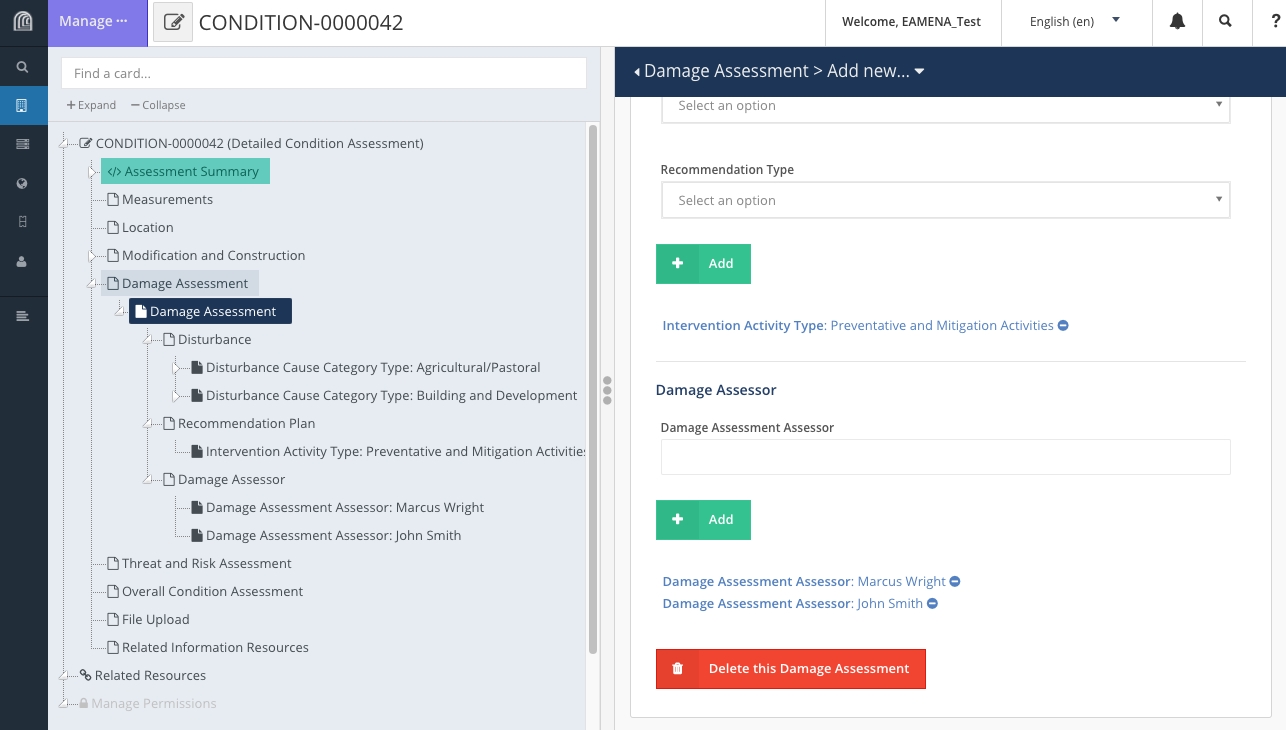 Manage ···
CONDITION-0000042
Welcome, EAMENA_Test
English (en)
?
Find a card...
Expand
Collapse
CONDITION-0000042 (Detailed Condition Assessment)
</> Assessment Summary
Measurements
Location
Modification and Construction
Damage Assessment
Damage Assessment
Disturbance
Disturbance Cause Category Type: Agricultural/Pastoral
Disturbance Cause Category Type: Building and Development
Recommendation Plan
Intervention Activity Type: Preventative and Mitigation Activities
Damage Assessor
Damage Assessment Assessor: Marcus Wright
Damage Assessment Assessor: John Smith
Threat and Risk Assessment
Overall Condition Assessment
File Upload
Related Information Resources
Related Resources
Manage Permissions
Damage Assessment > Add new...
Select an option
Recommendation Type
Select an option
Add
Intervention Activity Type: Preventative and Mitigation Activities
Damage Assessor
Damage Assessment Assessor
Add
Damage Assessment Assessor: Marcus Wright
Damage Assessment Assessor: John Smith
Delete this Damage Assessment